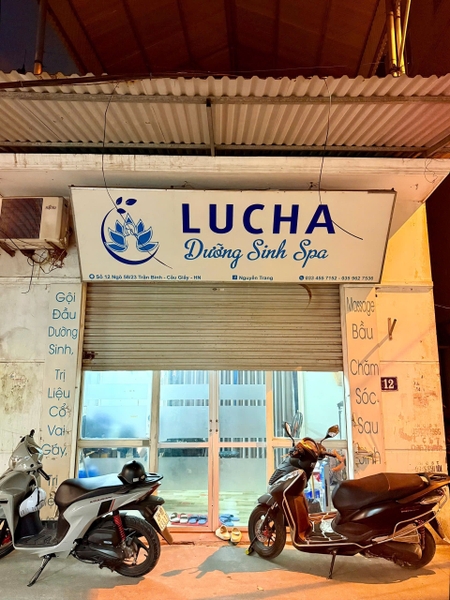 LUCHA
Dưỡng Sinh Spa
Số 12 Ngõ 58/23 Trần Bình - Cầu Giấy - HN
Nguyễn Trang
Gội
Đầu
Dưỡng
Sinh,
Trị
Liệu
Cổ
Vai
Gáy,
Massage
Bầu
Chăm
Sóc
Sau
Sinh
12